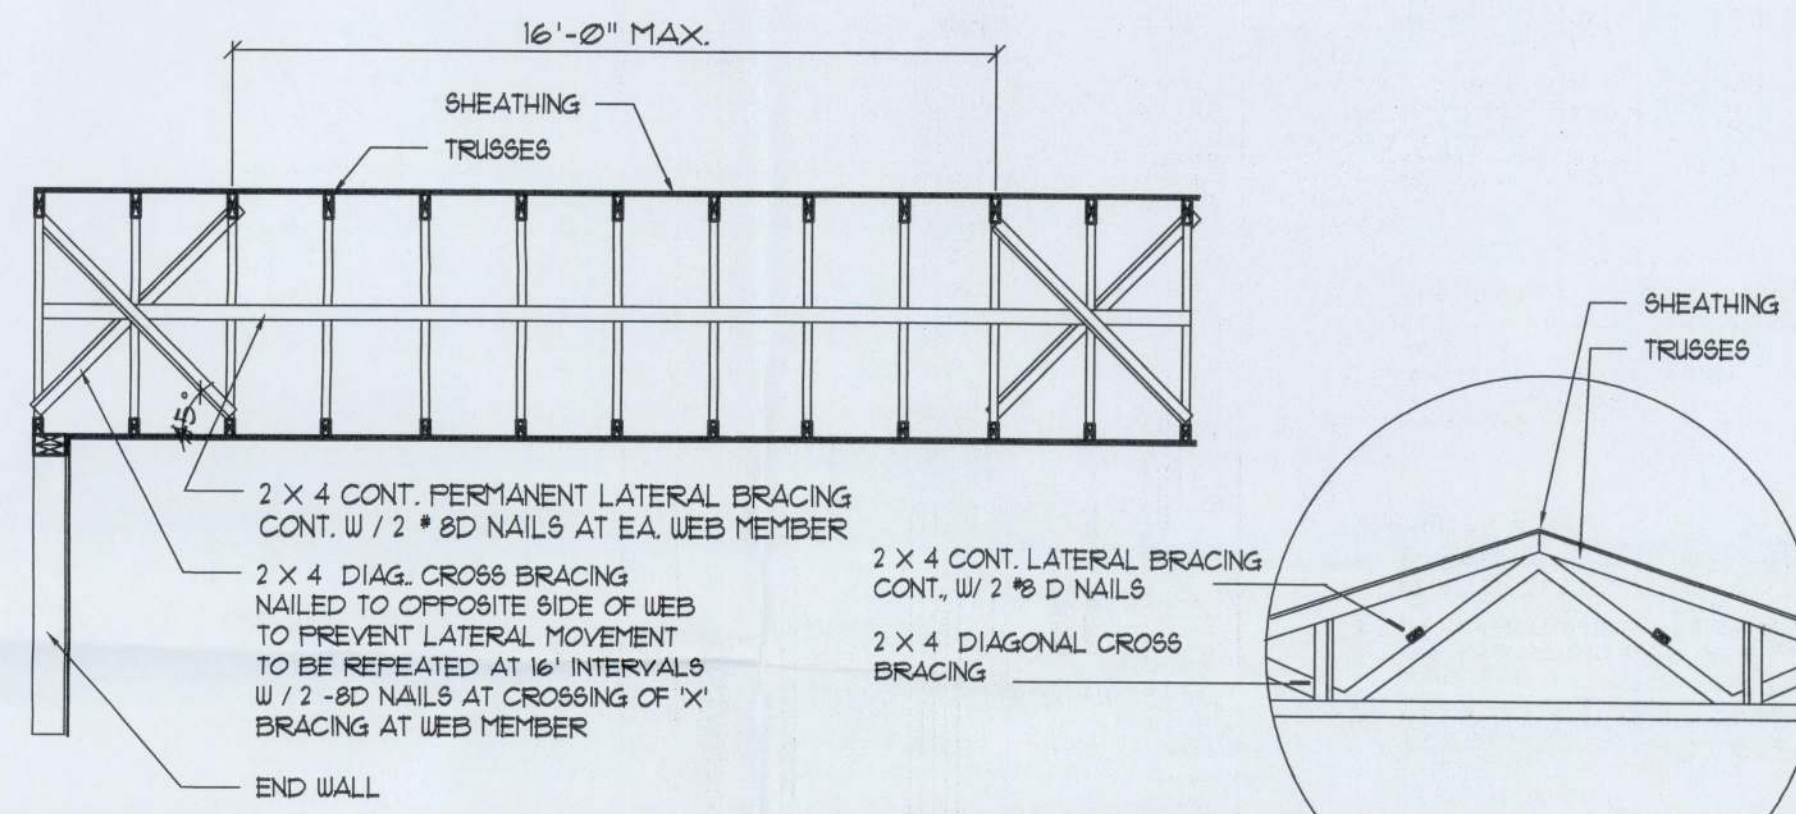 16'-0" MAX.
SHEATHING
TRUSSES
45°
2 X 4 CONT. PERMANENT LATERAL BRACING
CONT. W / 2 # 8D NAILS AT EA. WEB MEMBER
2 X 4 DIAG.. CROSS BRACING
NAILED TO OPPOSITE SIDE OF WEB
TO PREVENT LATERAL MOVEMENT
TO BE REPEATED AT 16' INTERVALS
W / 2 -8D NAILS AT CROSSING OF 'X'
BRACING AT WEB MEMBER
END WALL
SHEATHING
TRUSSES
2 X 4 CONT. LATERAL BRACING
CONT., W/ 2 #8 D NAILS
2 X 4 DIAGONAL CROSS
BRACING